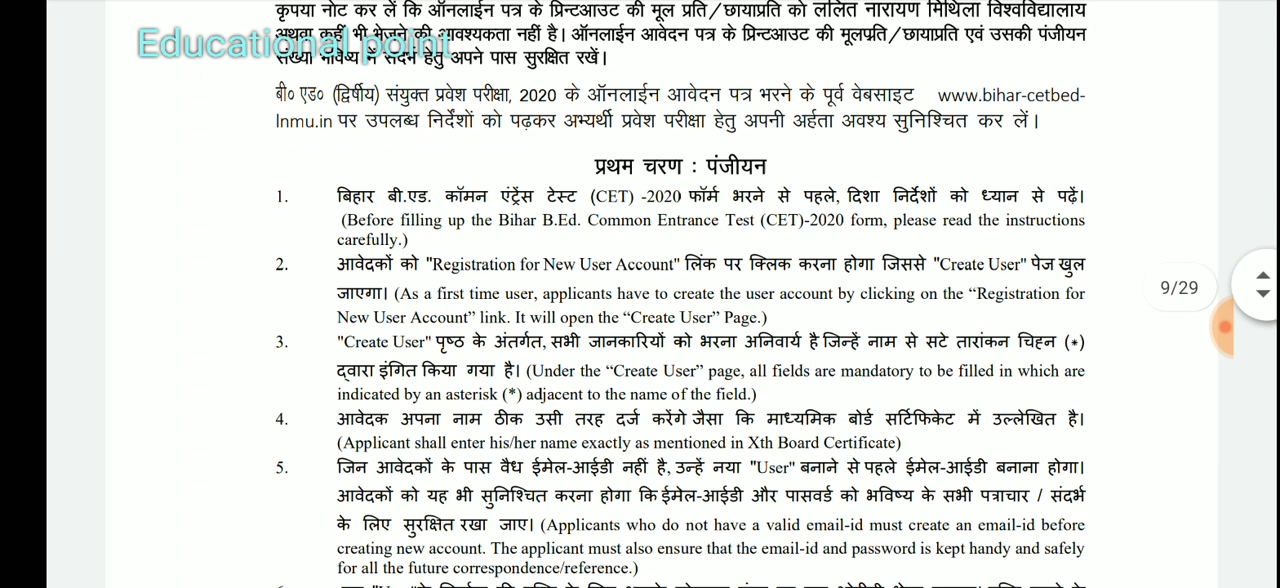 कृपया नोट कर लें कि ऑनलाईन पत्र के प्रिन्टआउट की मूल प्रति/छायाप्रति को ललित नारायण मिथिला विश्वविद्यालय
अथवा कहीं भी भेजने की आवश्यकता नहीं है। ऑनलाईन आवेदन पत्र के प्रिन्टआउट की मूलप्रति/छायाप्रति एवं उसकी पंजीयन
Educational point
संख्या भविष्य में संदर्भ हेतु अपने पास सुरक्षित रखें।
बी० एड० (द्विर्षीय) संयुक्त प्रवेश परीक्षा, 2020 के ऑनलाईन आवेदन पत्र भरने के पूर्व वेबसाइट www.bihar-cetbed-
lnmu.in पर उपलब्ध निर्देशों को पढ़कर अभ्यर्थी प्रवेश परीक्षा हेतु अपनी अर्हता अवश्य सुनिश्चित कर लें।
प्रथम चरण : पंजीयन
1. बिहार बी.एड. कॉमन एंट्रेंस टेस्ट (CET) -2020 फॉर्म भरने से पहले, दिशा निर्देशों को ध्यान से पढ़ें।
(Before filling up the Bihar B.Ed. Common Entrance Test (CET)-2020 form, please read the instructions
carefully.)
2. आवेदकों को "Registration for New User Account" लिंक पर क्लिक करना होगा जिससे "Create User" पेज खुल
जाएगा। (As a first time user, applicants have to create the user account by clicking on the “Registration for
New User Account” link. It will open the “Create User” Page.)
9/29
3. "Create User" पृष्ठ के अंतर्गत, सभी जानकारियों को भरना अनिवार्य है जिन्हें नाम से सटे तारांकन चिह्न (*)
द्वारा इंगित किया गया है। (Under the “Create User” page, all fields are mandatory to be filled in which are
indicated by an asterisk (*) adjacent to the name of the field.)
4. आवेदक अपना नाम ठीक उसी तरह दर्ज करेंगे जैसा कि माध्यमिक बोर्ड सर्टिफिकेट में उल्लेखित है।
(Applicant shall enter his/her name exactly as mentioned in Xth Board Certificate)
5. जिन आवेदकों के पास वैध ईमेल-आईडी नहीं है, उन्हें नया "User" बनाने से पहले ईमेल-आईडी बनाना होगा।
आवेदकों को यह भी सुनिश्चित करना होगा कि ईमेल-आईडी और पासवर्ड को भविष्य के सभी पत्राचार / संदर्भ
के लिए सुरक्षित रखा जाए। (Applicants who do not have a valid email-id must create an email-id before
creating new account. The applicant must also ensure that the email-id and password is kept handy and safely
for all the future correspondence/reference.)